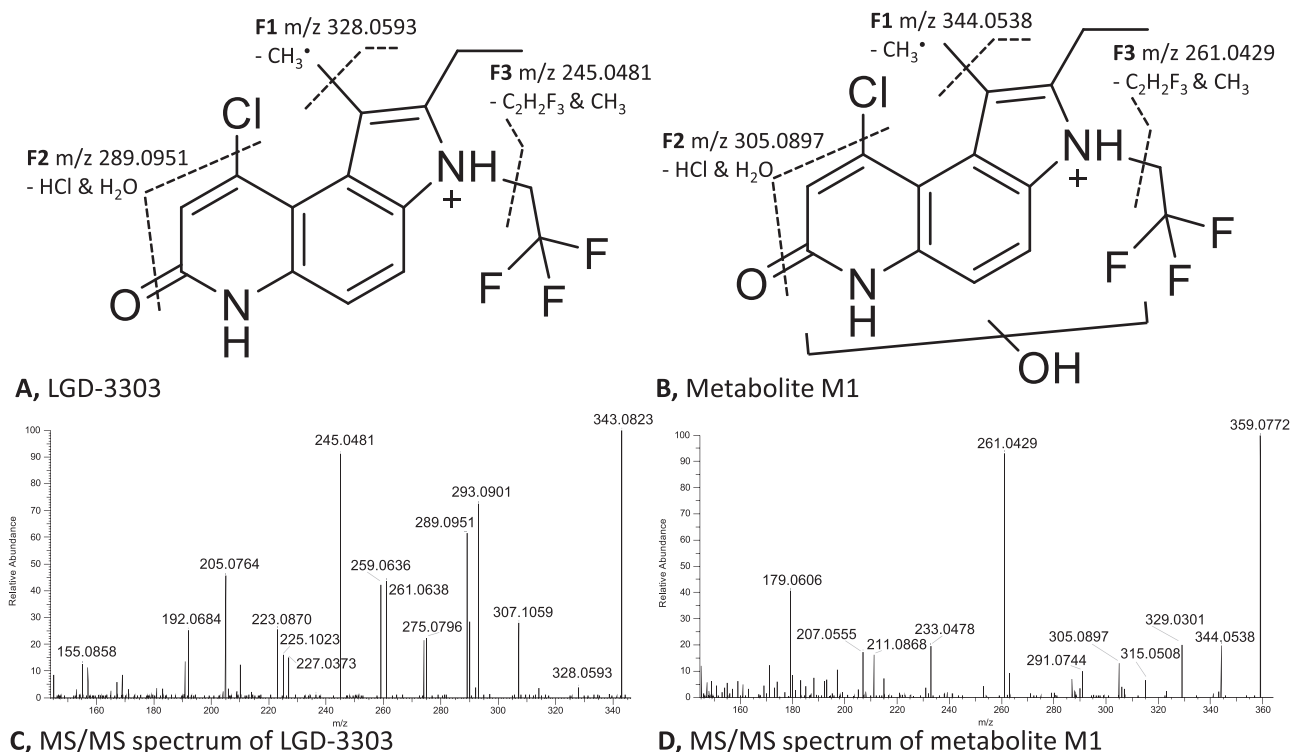 F1 m/z 328.0593
- CH₃•
F3 m/z 245.0481
- C₂H₂F₃ & CH₃
F2 m/z 289.0951
- HCl & H₂O
Cl
NH
+
O
N
H
F
F
F
A, LGD-3303
F1 m/z 344.0538
- CH₃•
F3 m/z 261.0429
- C₂H₂F₃ & CH₃
F2 m/z 305.0897
- HCl & H₂O
Cl
NH
+
O
N
H
F
F
F
OH
B, Metabolite M1
343.0823
245.0481
293.0901
289.0951
259.0636
261.0638
205.0764
307.1059
192.0684
223.0870
225.1023
227.0373
275.0796
155.0858
328.0593
Relative Abundance
100
90
80
70
60
50
40
30
20
10
0
160 180 200 220 240 260 280 300 320 340
m/z
C, MS/MS spectrum of LGD-3303
359.0772
261.0429
179.0606
207.0555
211.0868
233.0478
291.0744
305.0897
315.0508
329.0301
344.0538
Relative Abundance
100
90
80
70
60
50
40
30
20
10
0
160 180 200 220 240 260 280 300 320 340 360
m/z
D, MS/MS spectrum of metabolite M1